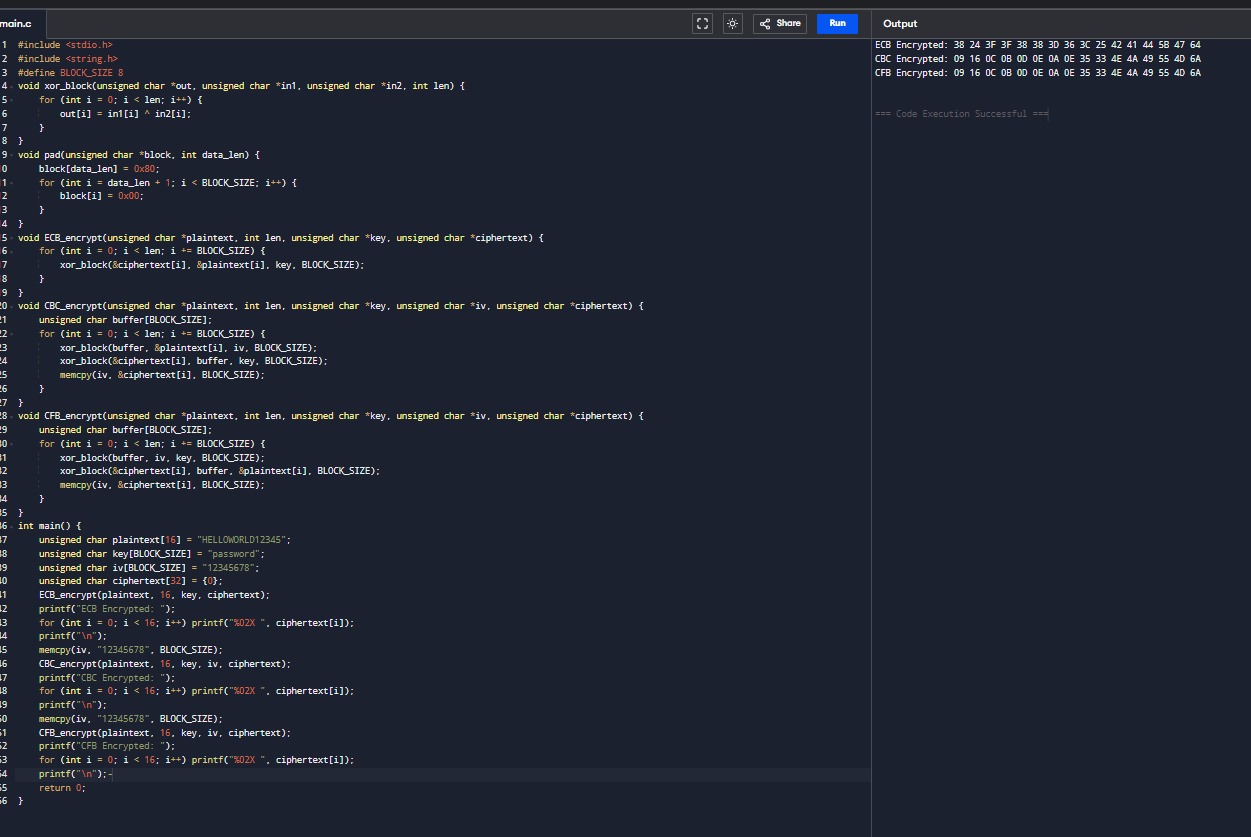 main.c
Share
Run
Output
1 #include <stdio.h>
2 #include <string.h>
3 #define BLOCK_SIZE 8
4 void xor_block(unsigned char *out, unsigned char *in1, unsigned char *in2, int len) {
5 for (int i = 0; i < len; i++) {
6 out[i] = in1[i] ^ in2[i];
7 }
8 }
9 void pad(unsigned char *block, int data_len) {
0 block[data_len] = 0x80;
1 for (int i = data_len + 1; i < BLOCK_SIZE; i++) {
2 block[i] = 0x00;
3 }
4 }
5 void ECB_encrypt(unsigned char *plaintext, int len, unsigned char *key, unsigned char *ciphertext) {
6 for (int i = 0; i < len; i += BLOCK_SIZE) {
7 xor_block(&ciphertext[i], &plaintext[i], key, BLOCK_SIZE);
8 }
9 }
20 void CBC_encrypt(unsigned char *plaintext, int len, unsigned char *key, unsigned char *iv, unsigned char *ciphertext) {
21 unsigned char buffer[BLOCK_SIZE];
22 for (int i = 0; i < len; i += BLOCK_SIZE) {
23 xor_block(buffer, &plaintext[i], iv, BLOCK_SIZE);
24 xor_block(&ciphertext[i], buffer, key, BLOCK_SIZE);
25 memcpy(iv, &ciphertext[i], BLOCK_SIZE);
26 }
27 }
28 void CFB_encrypt(unsigned char *plaintext, int len, unsigned char *key, unsigned char *iv, unsigned char *ciphertext) {
29 unsigned char buffer[BLOCK_SIZE];
30 for (int i = 0; i < len; i += BLOCK_SIZE) {
31 xor_block(buffer, iv, key, BLOCK_SIZE);
32 xor_block(&ciphertext[i], buffer, &plaintext[i], BLOCK_SIZE);
33 memcpy(iv, &ciphertext[i], BLOCK_SIZE);
34 }
35 }
36 int main() {
37 unsigned char plaintext[16] = "HELLOWORLD12345";
38 unsigned char key[BLOCK_SIZE] = "password";
39 unsigned char iv[BLOCK_SIZE] = "12345678";
40 unsigned char ciphertext[32] = {0};
41 ECB_encrypt(plaintext, 16, key, ciphertext);
42 printf("ECB Encrypted: ");
43 for (int i = 0; i < 16; i++) printf("%02X ", ciphertext[i]);
44 printf("\n");
45 memcpy(iv, "12345678", BLOCK_SIZE);
46 CBC_encrypt(plaintext, 16, key, iv, ciphertext);
47 printf("CBC Encrypted: ");
48 for (int i = 0; i < 16; i++) printf("%02X ", ciphertext[i]);
49 printf("\n");
50 memcpy(iv, "12345678", BLOCK_SIZE);
51 CFB_encrypt(plaintext, 16, key, iv, ciphertext);
52 printf("CFB Encrypted: ");
53 for (int i = 0; i < 16; i++) printf("%02X ", ciphertext[i]);
54 printf("\n");-
55 return 0;
56 }
ECB Encrypted: 38 24 3F 3F 38 38 3D 36 3C 25 42 41 44 5B 47 64
CBC Encrypted: 09 16 0C 0B 0D 0E 0A 0E 35 33 4E 4A 49 55 4D 6A
CFB Encrypted: 09 16 0C 0B 0D 0E 0A 0E 35 33 4E 4A 49 55 4D 6A
=== Code Execution Successful ===